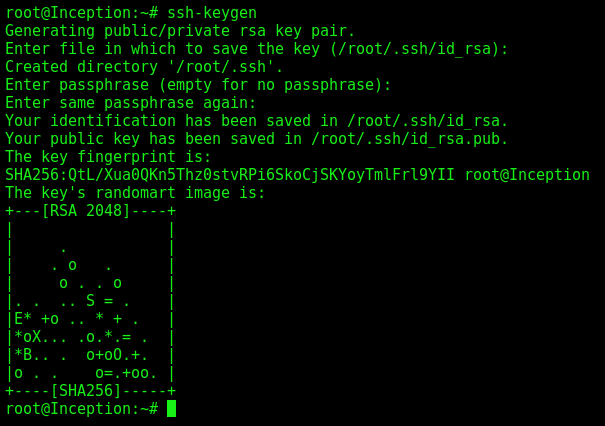 root@Inception:~# ssh-keygen
Generating public/private rsa key pair.
Enter file in which to save the key (/root/.ssh/id_rsa):
Created directory '/root/.ssh'.
Enter passphrase (empty for no passphrase):
Enter same passphrase again:
Your identification has been saved in /root/.ssh/id_rsa.
Your public key has been saved in /root/.ssh/id_rsa.pub.
The key fingerprint is:
SHA256:QtL/Xua0QKn5Thz0stvRPi6SkoCjSKYoyTmlFrl9YII root@Inception
The key's randomart image is:
+---[RSA 2048]----+
|                 |
|     .           |
|    . o   .      |
|     o . . o     |
|. .  .. S = .    |
|E* +o .. * + .   |
|*oX... .o.*.= .  |
|*B.. .  o+oO.+.  |
|o . .    o=.+oo. |
+----[SHA256]-----+
root@Inception:~#